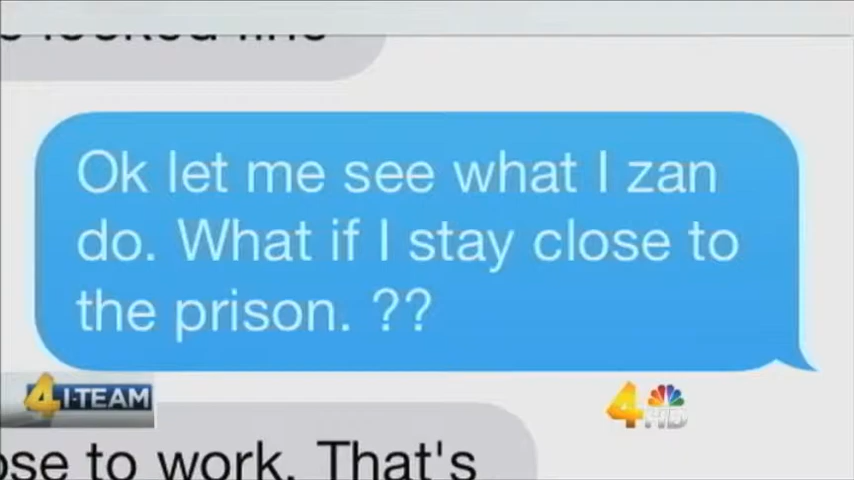 Ok let me see what I zan
do. What if I stay close to
the prison. ??
4 I-TEAM
4 HD
to work. That's